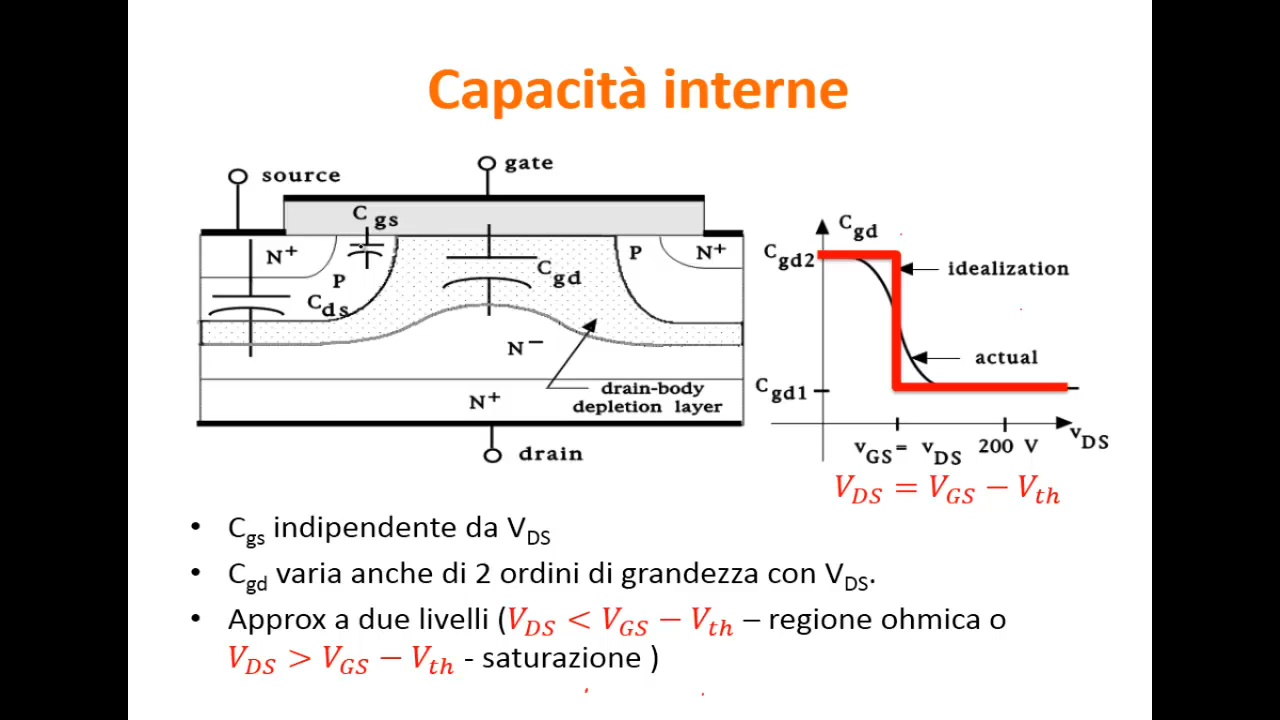 Capacità interne
source
gate
C gs
N+
P
C gd
P
N+
C ds
N−
drain-body
depletion layer
N+
drain
C gd
C gd2
idealization
actual
C gd1
v GS = v DS
200 V
v DS
V_DS = V_GS − V_th
• C_gs indipendente da V_DS
• C_gd varia anche di 2 ordini di grandezza con V_DS.
• Approx a due livelli (V_DS < V_GS − V_th – regione ohmica o
V_DS > V_GS − V_th - saturazione )